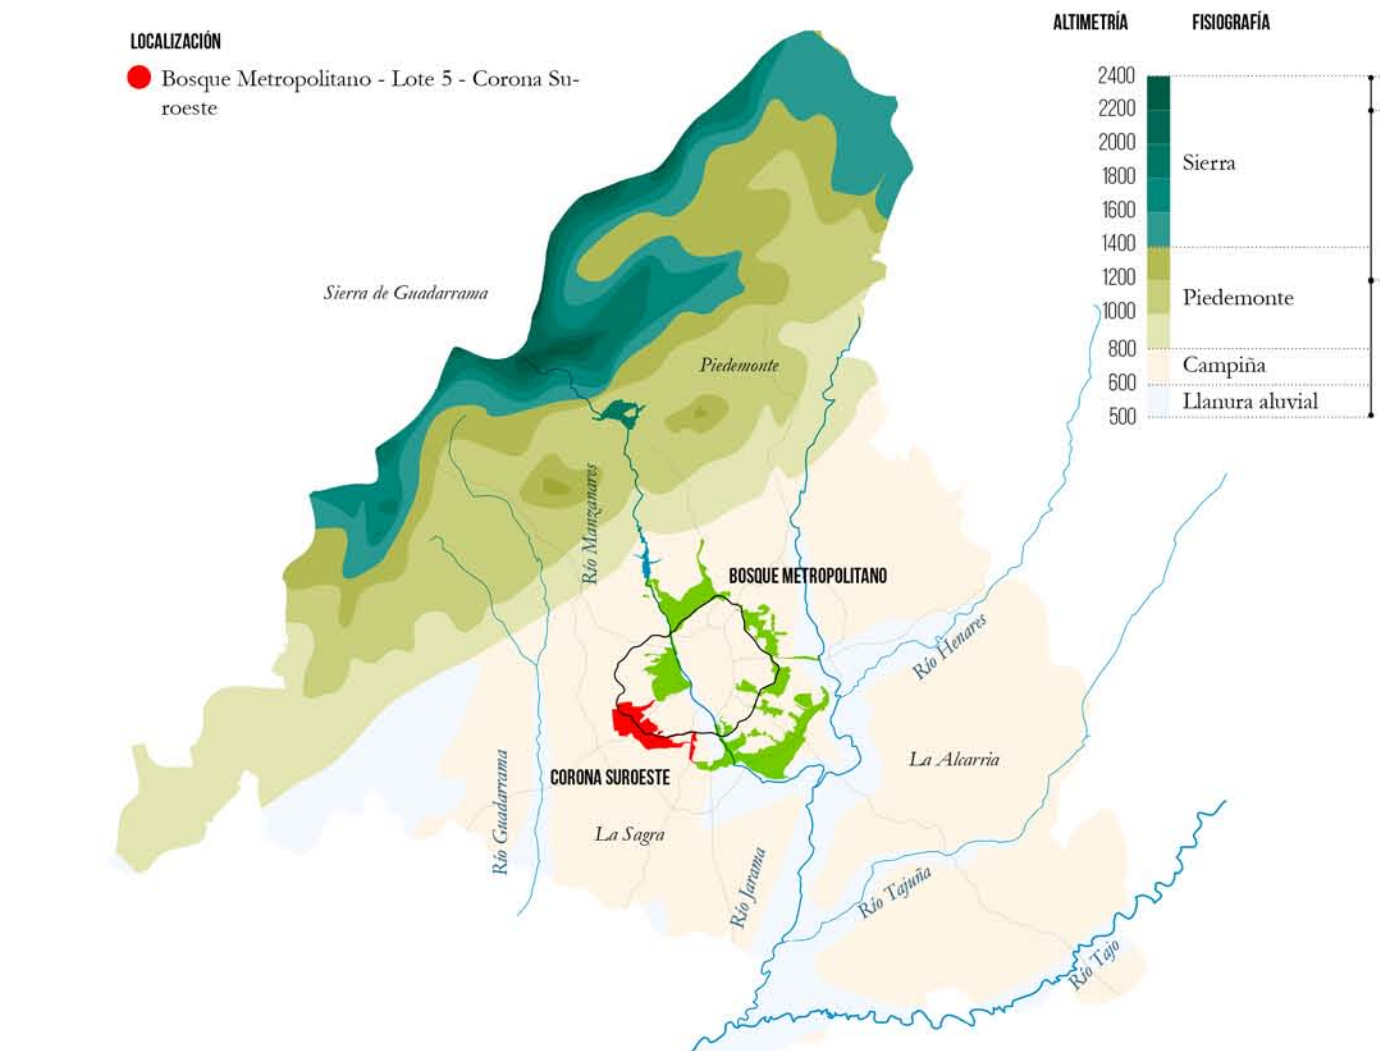 LOCALIZACIÓN
Bosque Metropolitano - Lote 5 - Corona Su-
roeste
ALTIMETRÍA
FISIOGRAFÍA
2400
2200
2000
1800
1600
1400
1200
1000
800
600
500
Sierra
Piedemonte
Campiña
Llanura aluvial
Sierra de Guadarrama
Piedemonte
Río Manzanares
BOSQUE METROPOLITANO
Río Henares
CORONA SUROESTE
La Alcarria
Río Guadarrama
La Sagra
Río Jarama
Río Tajuña
Río Tajo